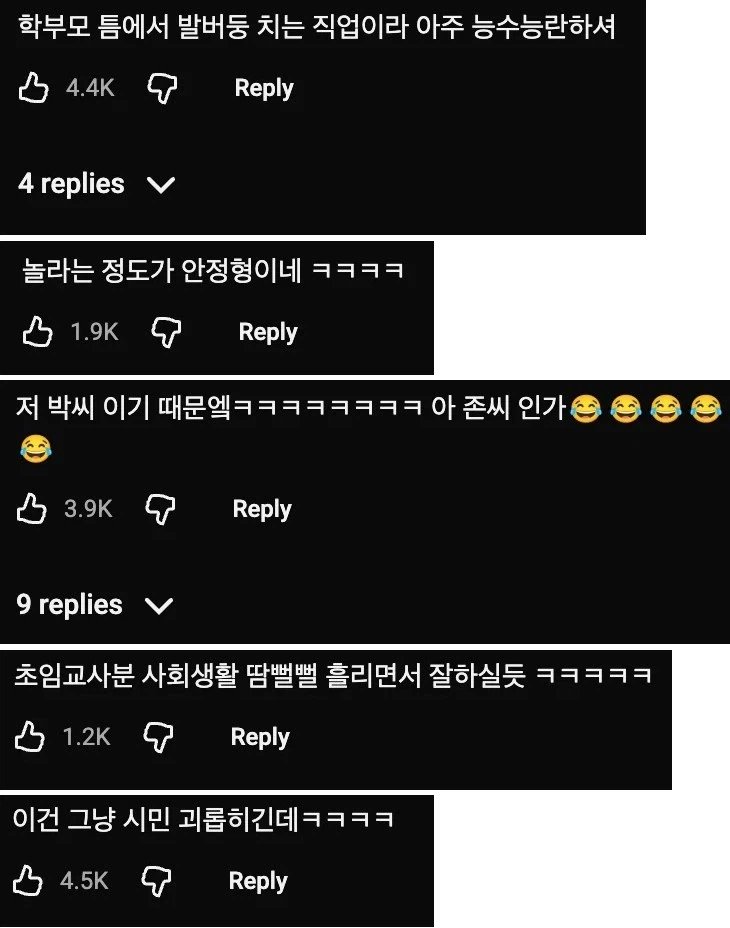 학부모 틈에서 발버둥 치는 직업이라 아주 능수능란하셔
4.4K Reply
4 replies
놀라는 정도가 안정형이네 ㅋㅋㅋㅋ
1.9K Reply
저 박씨 이기 때문엨ㅋㅋㅋㅋㅋㅋㅋㅋ 아 존씨 인가😂😂😂😂
😂
3.9K Reply
9 replies
초임교사분 사회생활 땀뻘뻘 흘리면서 잘하실듯 ㅋㅋㅋㅋㅋ
1.2K Reply
이건 그냥 시민 괴롭히긴데ㅋㅋㅋㅋ
4.5K Reply